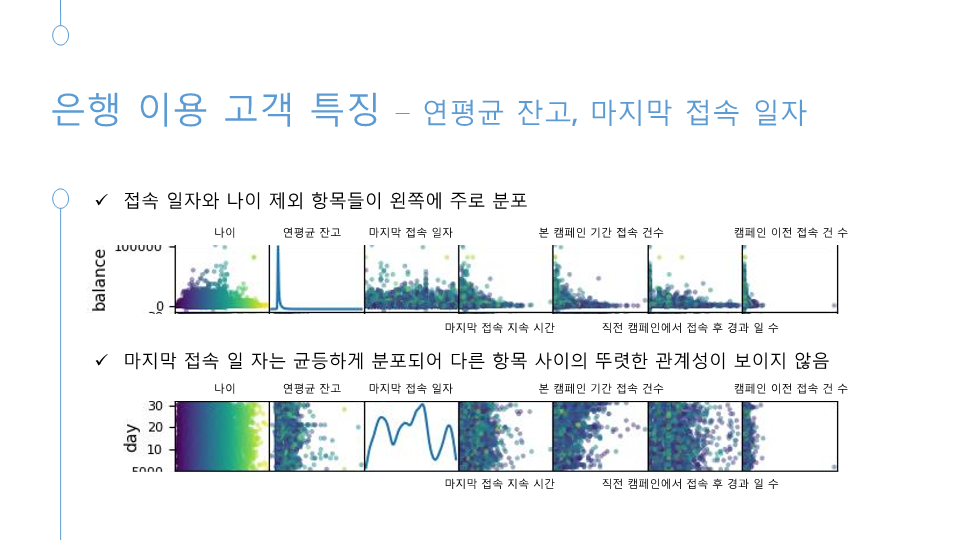 은행 이용 고객 특징 – 연평균 잔고, 마지막 접속 일자
✓ 접속 일자와 나이 제외 항목들이 왼쪽에 주로 분포
나이 연평균 잔고 마지막 접속 일자 본 캠페인 기간 접속 건수 캠페인 이전 접속 건 수
100000
balance
0
마지막 접속 지속 시간 직전 캠페인에서 접속 후 경과 일 수
✓ 마지막 접속 일 자는 균등하게 분포되어 다른 항목 사이의 뚜렷한 관계성이 보이지 않음
나이 연평균 잔고 마지막 접속 일자 본 캠페인 기간 접속 건수 캠페인 이전 접속 건 수
30
20
day
10
5000
마지막 접속 지속 시간 직전 캠페인에서 접속 후 경과 일 수